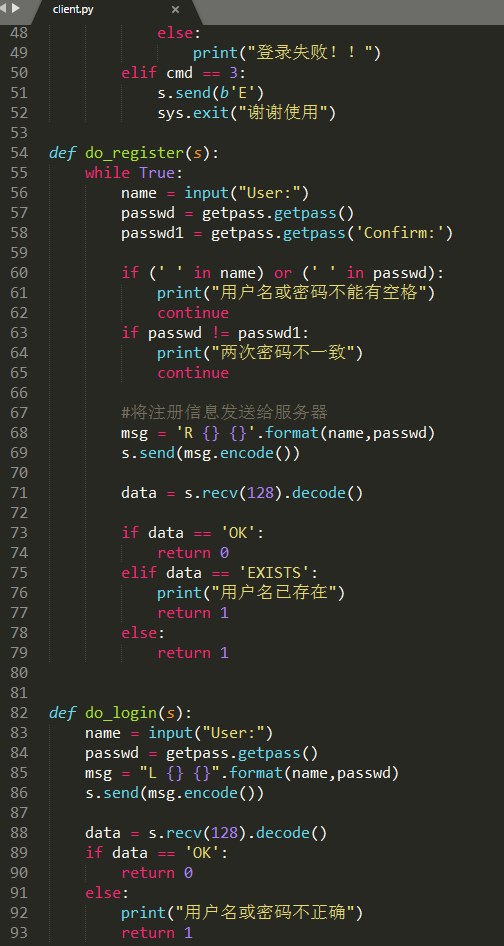 client.py
48 else:
49 print("登录失败！！")
50 elif cmd == 3:
51 s.send(b'E')
52 sys.exit("谢谢使用")
53
54 def do_register(s):
55 while True:
56 name = input("User:")
57 passwd = getpass.getpass()
58 passwd1 = getpass.getpass('Confirm:')
59
60 if (' ' in name) or (' ' in passwd):
61 print("用户名或密码不能有空格")
62 continue
63 if passwd != passwd1:
64 print("两次密码不一致")
65 continue
66
67 #将注册信息发送给服务器
68 msg = 'R {} {}'.format(name,passwd)
69 s.send(msg.encode())
70
71 data = s.recv(128).decode()
72
73 if data == 'OK':
74 return 0
75 elif data == 'EXISTS':
76 print("用户名已存在")
77 return 1
78 else:
79 return 1
80
81
82 def do_login(s):
83 name = input("User:")
84 passwd = getpass.getpass()
85 msg = "L {} {}".format(name,passwd)
86 s.send(msg.encode())
87
88 data = s.recv(128).decode()
89 if data == 'OK':
90 return 0
91 else:
92 print("用户名或密码不正确")
93 return 1